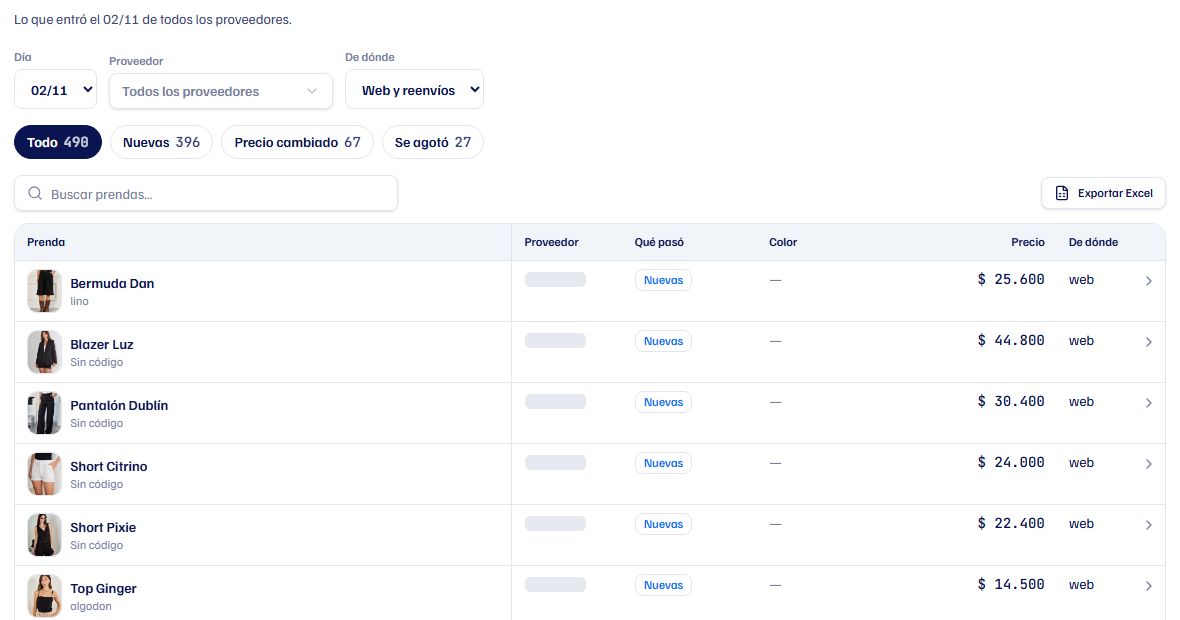 Lo que entró el 02/11 de todos los proveedores.
Día
Proveedor
De dónde
02/11
Todos los proveedores
Web y reenvíos
Todo 490
Nuevas 396
Precio cambiado 67
Se agotó 27
Buscar prendas...
Exportar Excel
Prenda Proveedor Qué pasó Color Precio De dónde
Bermuda Dan Nuevas — $ 25.600 web
lino
Blazer Luz Nuevas — $ 44.800 web
Sin código
Pantalón Dublín Nuevas — $ 30.400 web
Sin código
Short Citrino Nuevas — $ 24.000 web
Sin código
Short Pixie Nuevas — $ 22.400 web
Sin código
Top Ginger Nuevas — $ 14.500 web
algodon